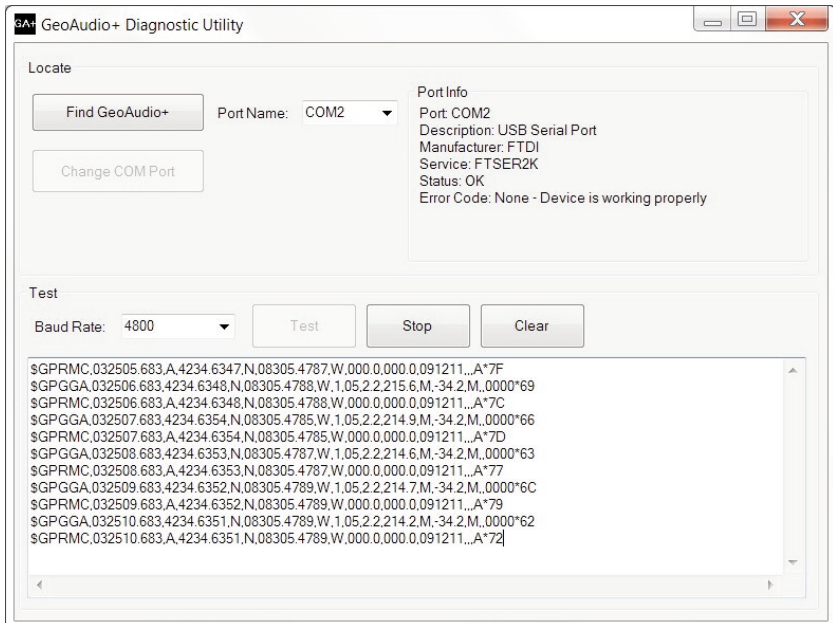 GA+ GeoAudio+ Diagnostic Utility
Locate
Find GeoAudio+
Port Name: COM2
Change COM Port
Port Info
Port: COM2
Description: USB Serial Port
Manufacturer: FTDI
Service: FTSER2K
Status: OK
Error Code: None - Device is working properly
Test
Baud Rate: 4800
Test
Stop
Clear
$GPRMC,032505.683,A,4234.6347,N,08305.4787,W,000.0,000.0,091211,,,A*7F
$GPGGA,032506.683,4234.6348,N,08305.4788,W,1,05,2.2,215.6,M,-34.2,M,,0000*69
$GPRMC,032506.683,A,4234.6348,N,08305.4788,W,000.0,000.0,091211,,,A*7C
$GPGGA,032507.683,4234.6354,N,08305.4785,W,1,05,2.2,214.9,M,-34.2,M,,0000*66
$GPRMC,032507.683,A,4234.6354,N,08305.4785,W,000.0,000.0,091211,,,A*7D
$GPGGA,032508.683,4234.6353,N,08305.4787,W,1,05,2.2,214.6,M,-34.2,M,,0000*63
$GPRMC,032508.683,A,4234.6353,N,08305.4787,W,000.0,000.0,091211,,,A*77
$GPGGA,032509.683,4234.6352,N,08305.4789,W,1,05,2.2,214.7,M,-34.2,M,,0000*6C
$GPRMC,032509.683,A,4234.6352,N,08305.4789,W,000.0,000.0,091211,,,A*79
$GPGGA,032510.683,4234.6351,N,08305.4789,W,1,05,2.2,214.2,M,-34.2,M,,0000*62
$GPRMC,032510.683,A,4234.6351,N,08305.4789,W,000.0,000.0,091211,,,A*72